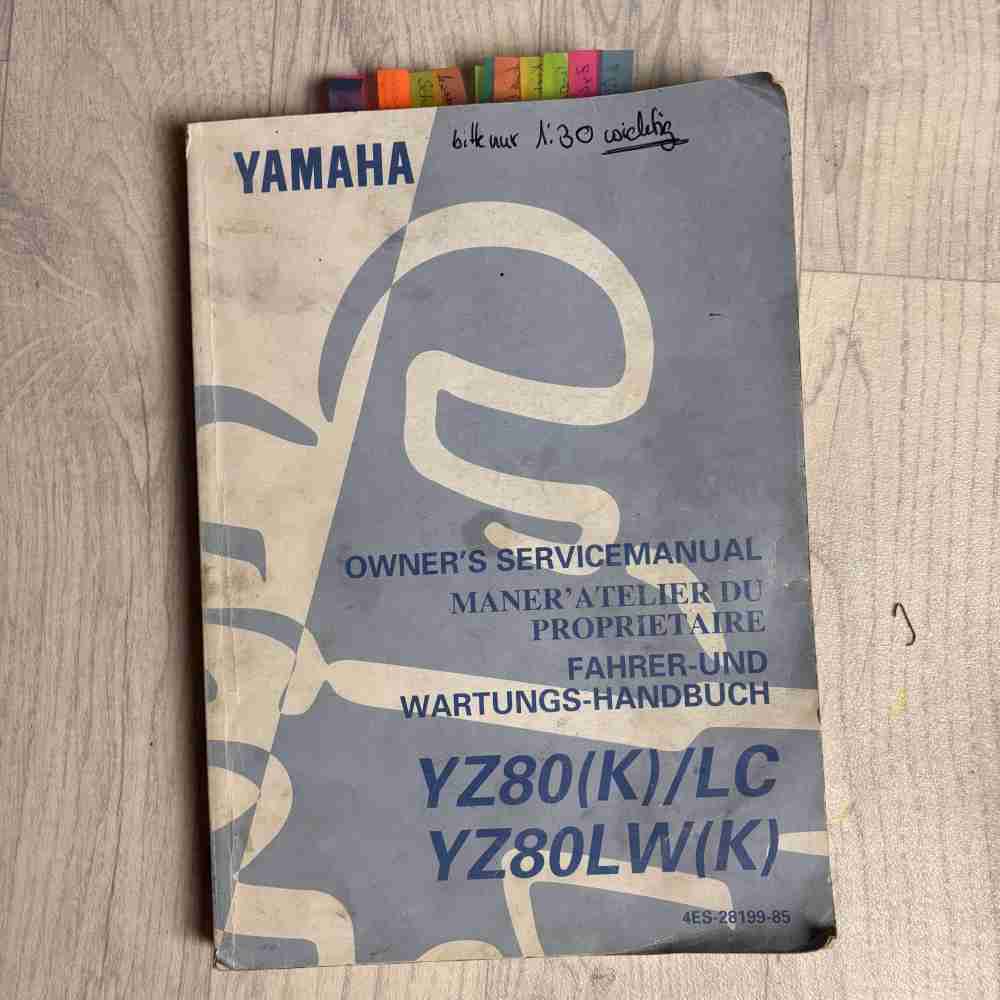 bitte nur 1:30 wichtig
YAMAHA
OWNER'S SERVICEMANUAL
MANER'ATELIER DU
PROPRIETAIRE
FAHRER-UND
WARTUNGS-HANDBUCH
YZ80(K)/LC
YZ80LW(K)
4ES-28199-85